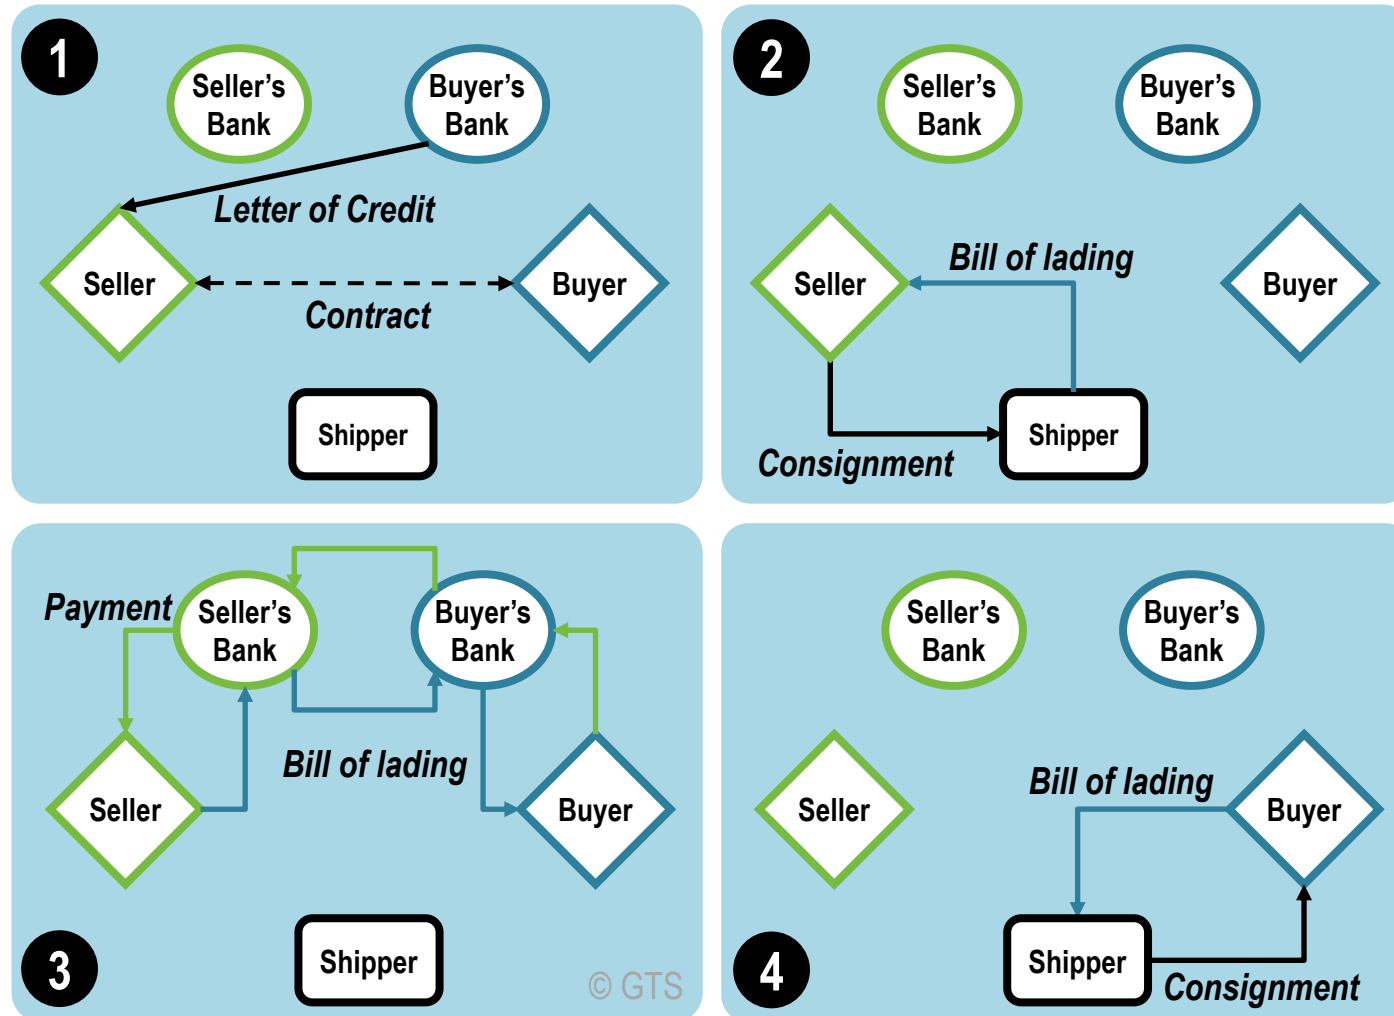 1
Seller's
Bank
Buyer's
Bank
Letter of Credit
Seller
Buyer
Contract
Shipper
2
Seller's
Bank
Buyer's
Bank
Bill of lading
Seller
Buyer
Shipper
Consignment
Payment
Seller's
Bank
Buyer's
Bank
Bill of lading
Seller
Buyer
3
Shipper
© GTS
Seller's
Bank
Buyer's
Bank
Bill of lading
Seller
Buyer
4
Shipper
Consignment